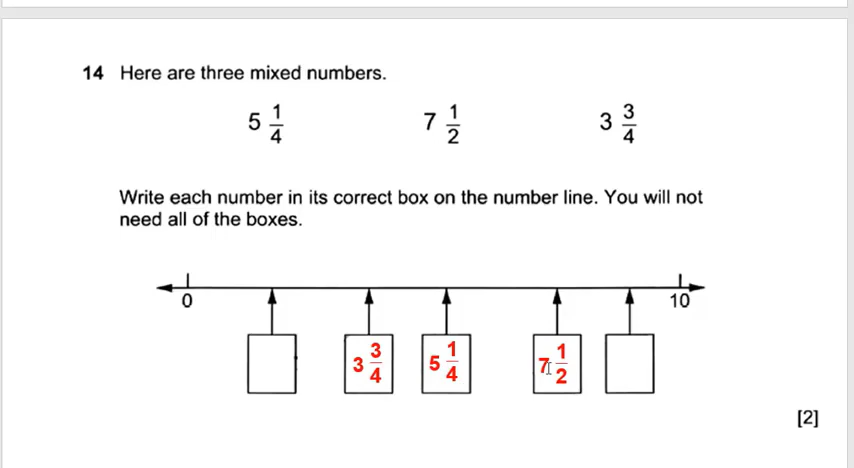 14 Here are three mixed numbers.
5 1/4 7 1/2 3 3/4
Write each number in its correct box on the number line. You will not
need all of the boxes.
0 10
3 3/4 5 1/4 7 1/2
[2]